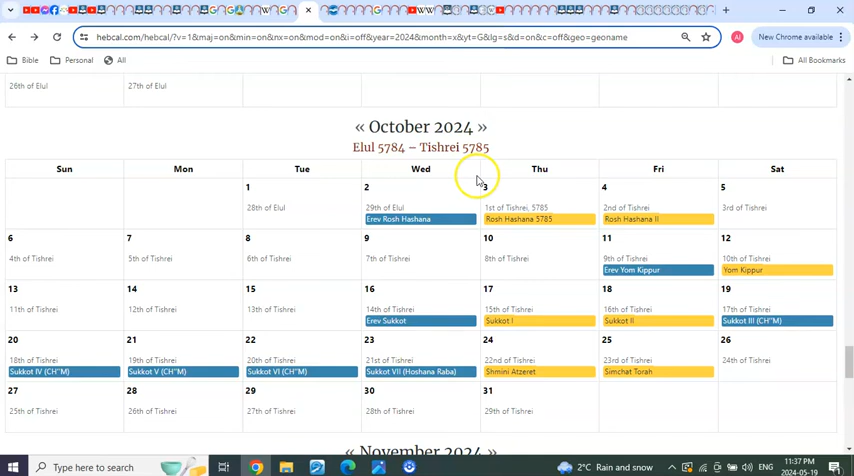 New Chrome available
hebcal.com/hebcal/?v=1&maj=on&min=on&nx=on&mod=on&i=off&year=2024&month=x&yt=G&lg=s&d=on&c=off&geo=geoname
Bible Personal All All Bookmarks
26th of Elul 27th of Elul
« October 2024 »
Elul 5784 – Tishrei 5785
Sun Mon Tue Wed Thu Fri Sat
1 2 3 4 5
28th of Elul 29th of Elul 1st of Tishrei, 5785 2nd of Tishrei 3rd of Tishrei
Erev Rosh Hashana Rosh Hashana 5785 Rosh Hashana II
6 7 8 9 10 11 12
4th of Tishrei 5th of Tishrei 6th of Tishrei 7th of Tishrei 8th of Tishrei 9th of Tishrei 10th of Tishrei
Erev Yom Kippur Yom Kippur
13 14 15 16 17 18 19
11th of Tishrei 12th of Tishrei 13th of Tishrei 14th of Tishrei 15th of Tishrei 16th of Tishrei 17th of Tishrei
Erev Sukkot Sukkot I Sukkot II Sukkot III (CH''M)
20 21 22 23 24 25 26
18th of Tishrei 19th of Tishrei 20th of Tishrei 21st of Tishrei 22nd of Tishrei 23rd of Tishrei 24th of Tishrei
Sukkot IV (CH''M) Sukkot V (CH''M) Sukkot VI (CH''M) Sukkot VII (Hoshana Raba) Shmini Atzeret Simchat Torah
27 28 29 30 31
25th of Tishrei 26th of Tishrei 27th of Tishrei 28th of Tishrei 29th of Tishrei
« November 2024 »
Type here to search 2°C Rain and snow ENG 11:37 PM
2024-05-19